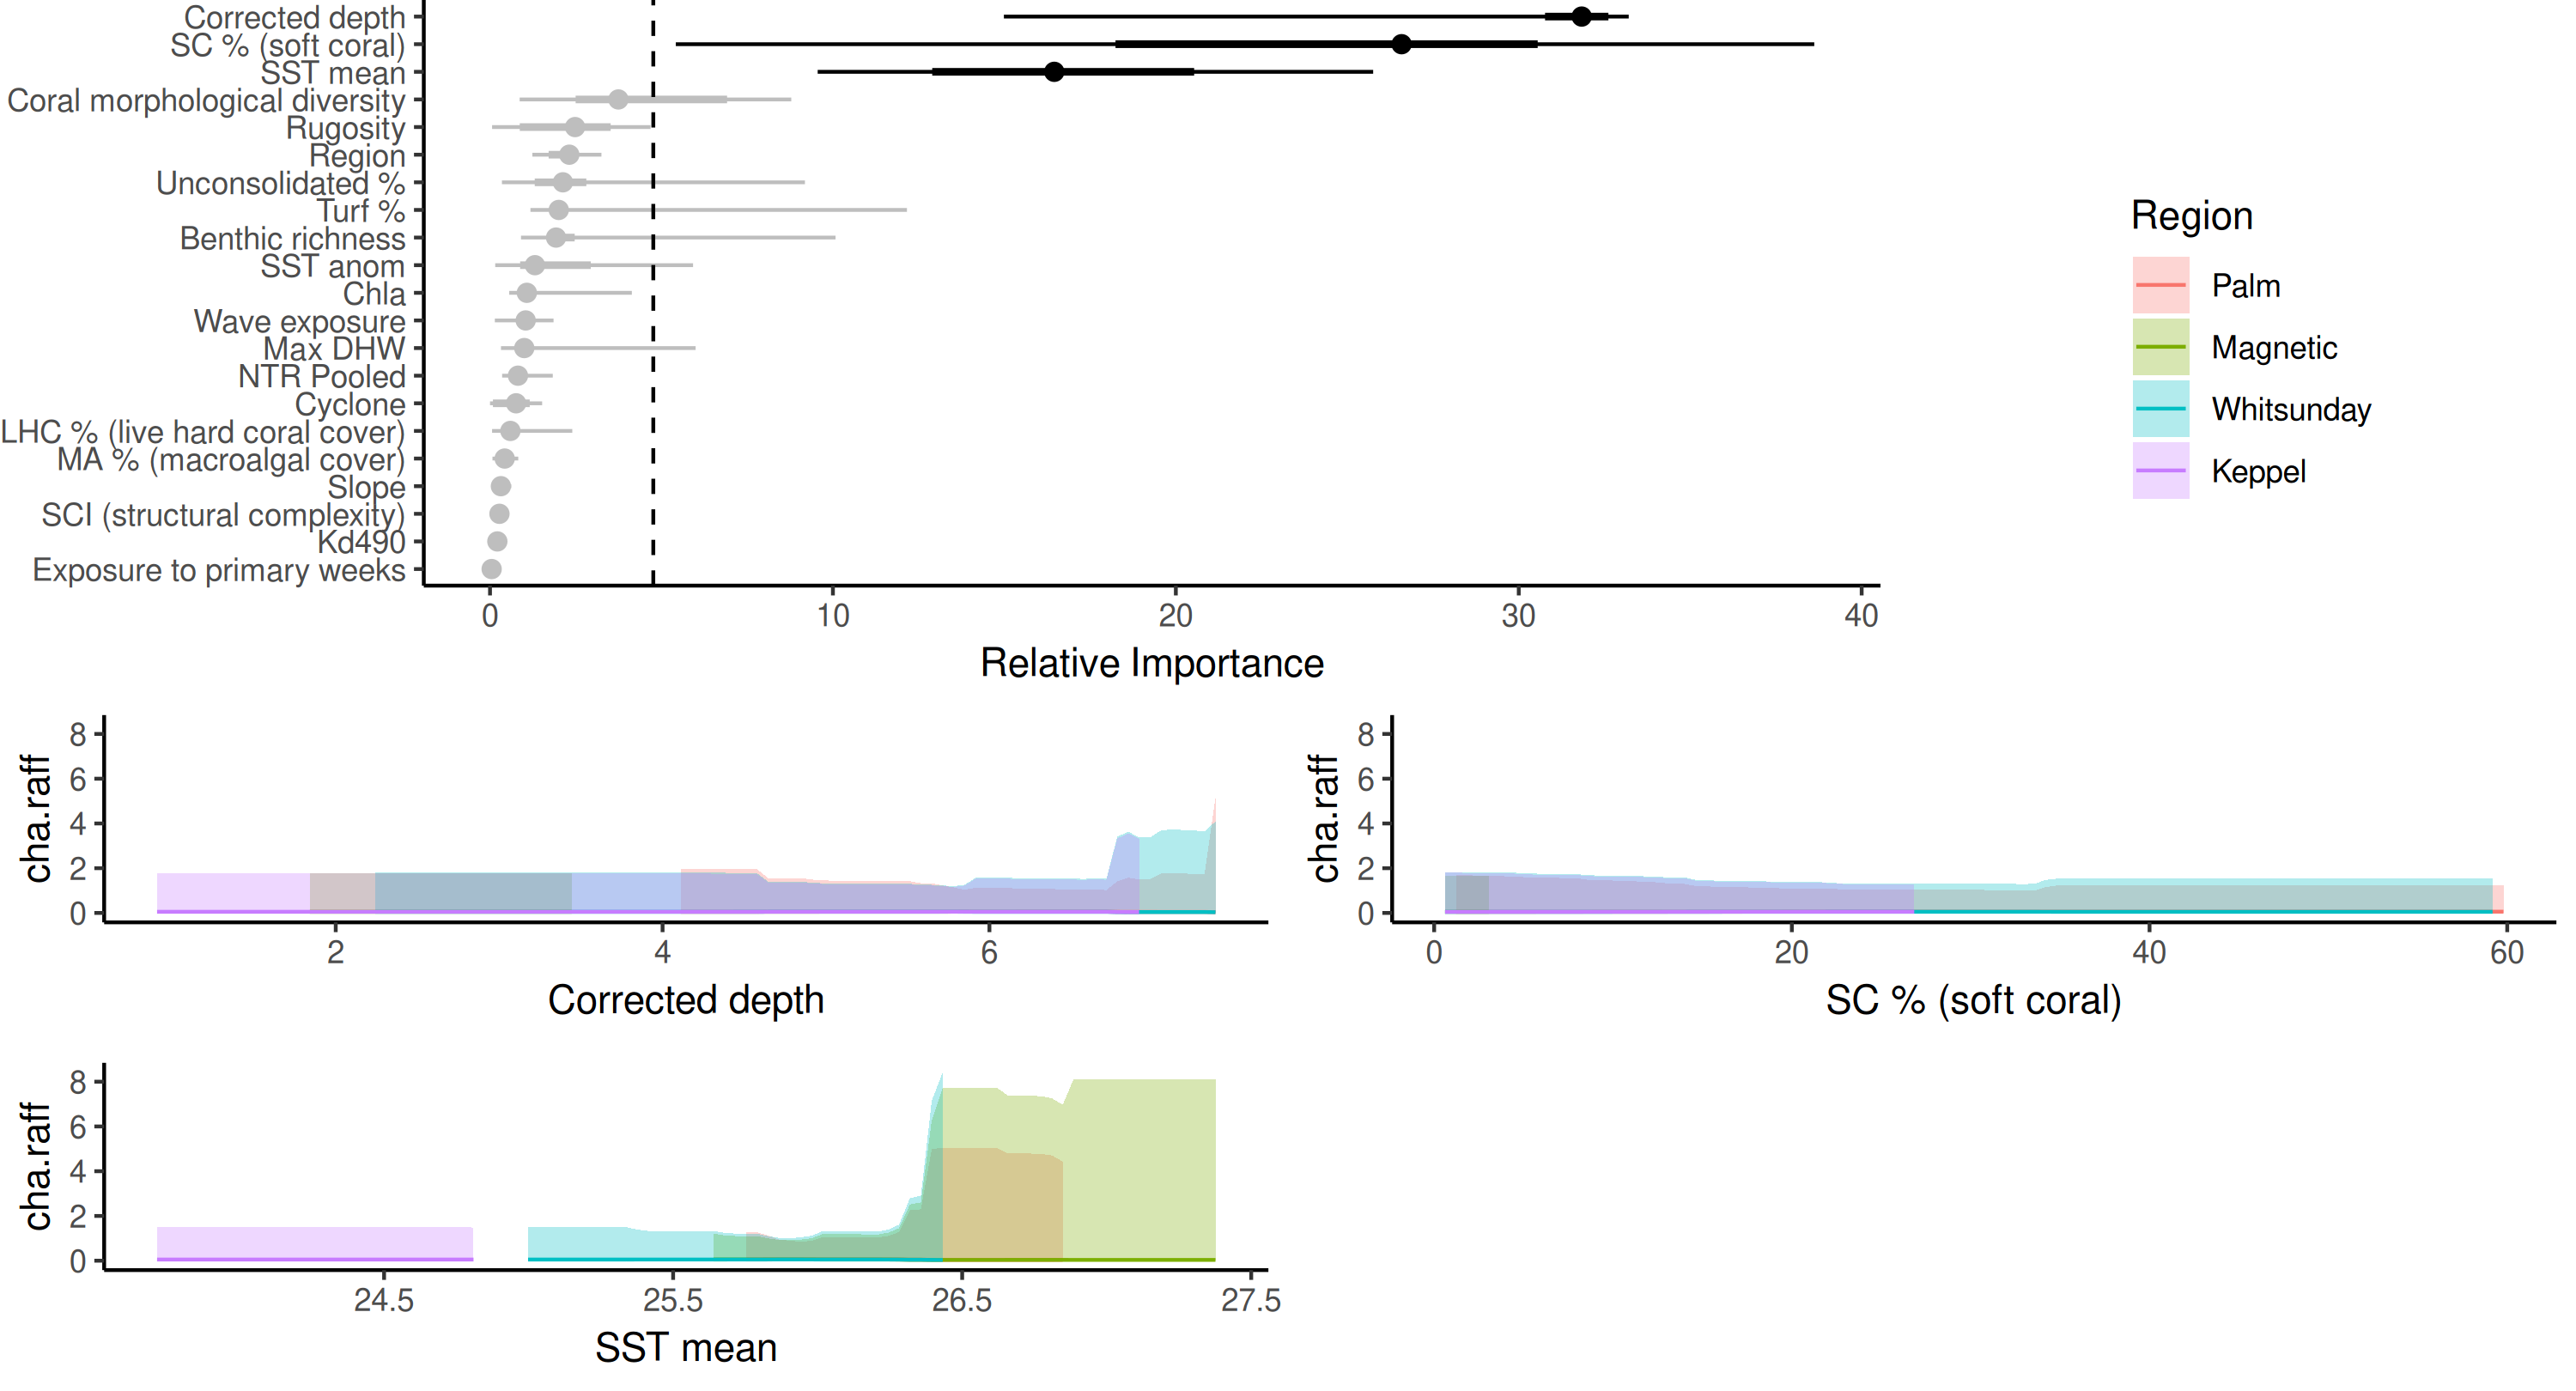 Corrected depth
SC % (soft coral)
SST mean
Coral morphological diversity
Rugosity
Region
Unconsolidated %
Turf %
Benthic richness
SST anom
Chla
Wave exposure
Max DHW
NTR Pooled
Cyclone
LHC % (live hard coral cover)
MA % (macroalgal cover)
Slope
SCI (structural complexity)
Kd490
Exposure to primary weeks
0 10 20 30 40
Relative Importance
Region
Palm
Magnetic
Whitsunday
Keppel
cha.raff
8
6
4
2
0
2 4 6
Corrected depth
cha.raff
8
6
4
2
0
0 20 40 60
SC % (soft coral)
cha.raff
8
6
4
2
0
24.5 25.5 26.5 27.5
SST mean